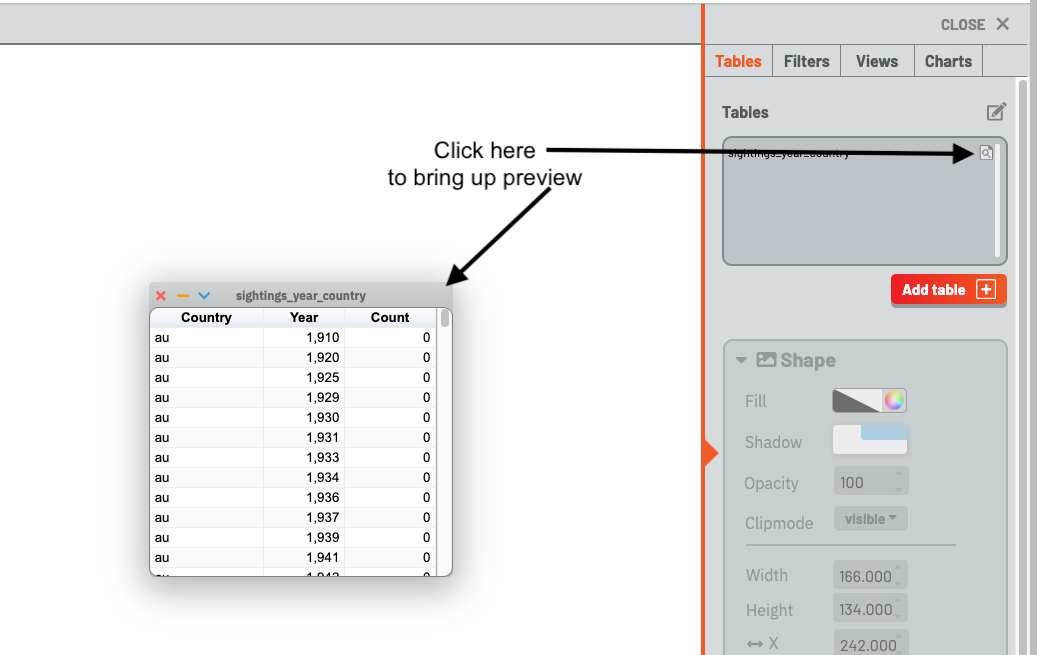 CLOSE
Tables Filters Views Charts
Tables
sightings_year_country
Click here
to bring up preview
Add table
sightings_year_country
Country Year Count
au 1,910 0
au 1,920 0
au 1,925 0
au 1,929 0
au 1,930 0
au 1,931 0
au 1,933 0
au 1,934 0
au 1,936 0
au 1,937 0
au 1,939 0
au 1,941 0
au 1,942 0
Shape
Fill
Shadow
Opacity 100
Clipmode visible
Width 166.000
Height 134.000
X 242.000